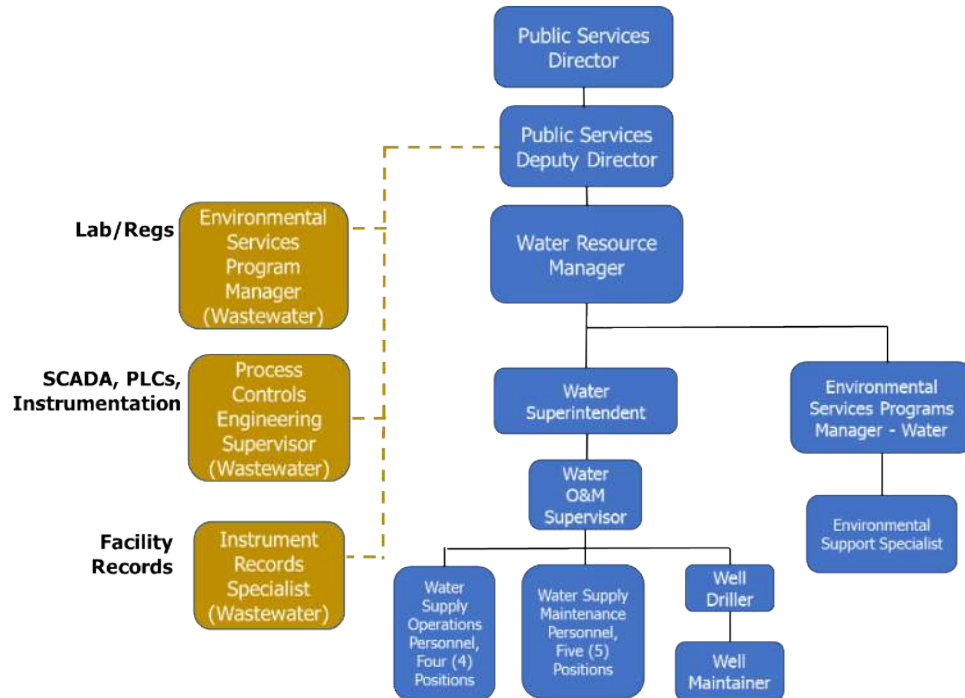 Public Services
Director
Public Services
Deputy Director
Lab/Regs
Environmental
Services
Program
Manager
(Wastewater)
Water Resource
Manager
SCADA, PLCs,
Instrumentation
Process
Controls
Engineering
Supervisor
(Wastewater)
Water
Superintendent
Environmental
Services Programs
Manager - Water
Water
O&M
Supervisor
Environmental
Support Specialist
Facility
Records
Instrument
Records
Specialist
(Wastewater)
Water
Supply
Operations
Personnel,
Four (4)
Positions
Water Supply
Maintenance
Personnel,
Five (5)
Positions
Well
Driller
Well
Maintainer